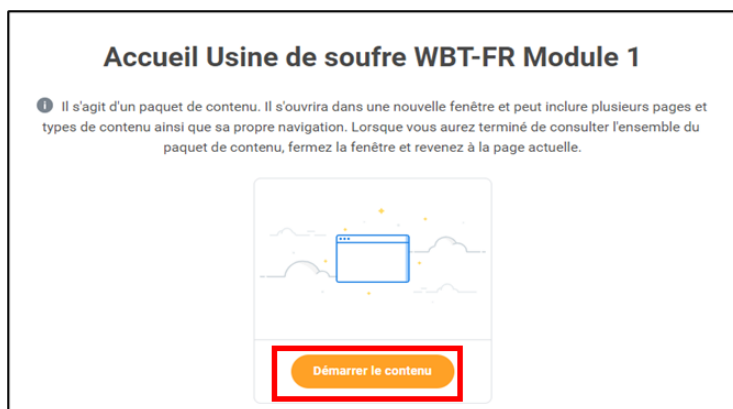 Accueil Usine de soufre WBT-FR Module 1
Il s'agit d'un paquet de contenu. Il s'ouvrira dans une nouvelle fenêtre et peut inclure plusieurs pages et
types de contenu ainsi que sa propre navigation. Lorsque vous aurez terminé de consulter l'ensemble du
paquet de contenu, fermez la fenêtre et revenez à la page actuelle.
Démarrer le contenu